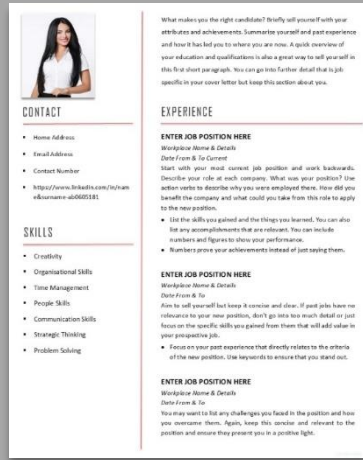 What makes you the right candidate? Briefly sell yourself with your
attributes and achievements. Summarise yourself and past experience
and how it has led you to where you are now. A quick overview of
your education and qualifications is also a great way to sell yourself in
this first short paragraph. You can go into further detail that is job
specific in your cover letter but keep this section about you.
CONTACT
Home Address
Email Address
Contact Number
SKILLS
Creativity
Organisational Skills
Time Management
People Skills
Communication Skills
Strategic Thinking
Problem Solving
EXPERIENCE
ENTER JOB POSITION HERE
Workplace Name & Details
Date From & To Current
Start with your most current job position and work backwards.
Describe your role at each company. What was your position? Use
action verbs to describe why you were employed there. How did you
benefit the company and what could you take from this role to apply
to the new position.
List the skills you gained and the things you learned. You can also
list any accomplishments that are relevant. You can include
numbers and figures to show your performance.
Numbers prove your achievements instead of just saying them.
ENTER JOB POSITION HERE
Workplace Name & Details
Date From & To
Aim to sell yourself but keep it concise and clear. If past jobs have no
relevance to your new position, don't go into too much detail or just
focus on the specific skills you gained from them that will add value in
your prospective job.
Focus on your past experience that directly relates to the criteria
of the new position. Use keywords to ensure that you stand out.
ENTER JOB POSITION HERE
Workplace Name & Details
Date From & To
You may want to list any challenges you faced in the position and how
you overcame them. Again, keep this concise and relevant to the
position and ensure they present you in a positive light.